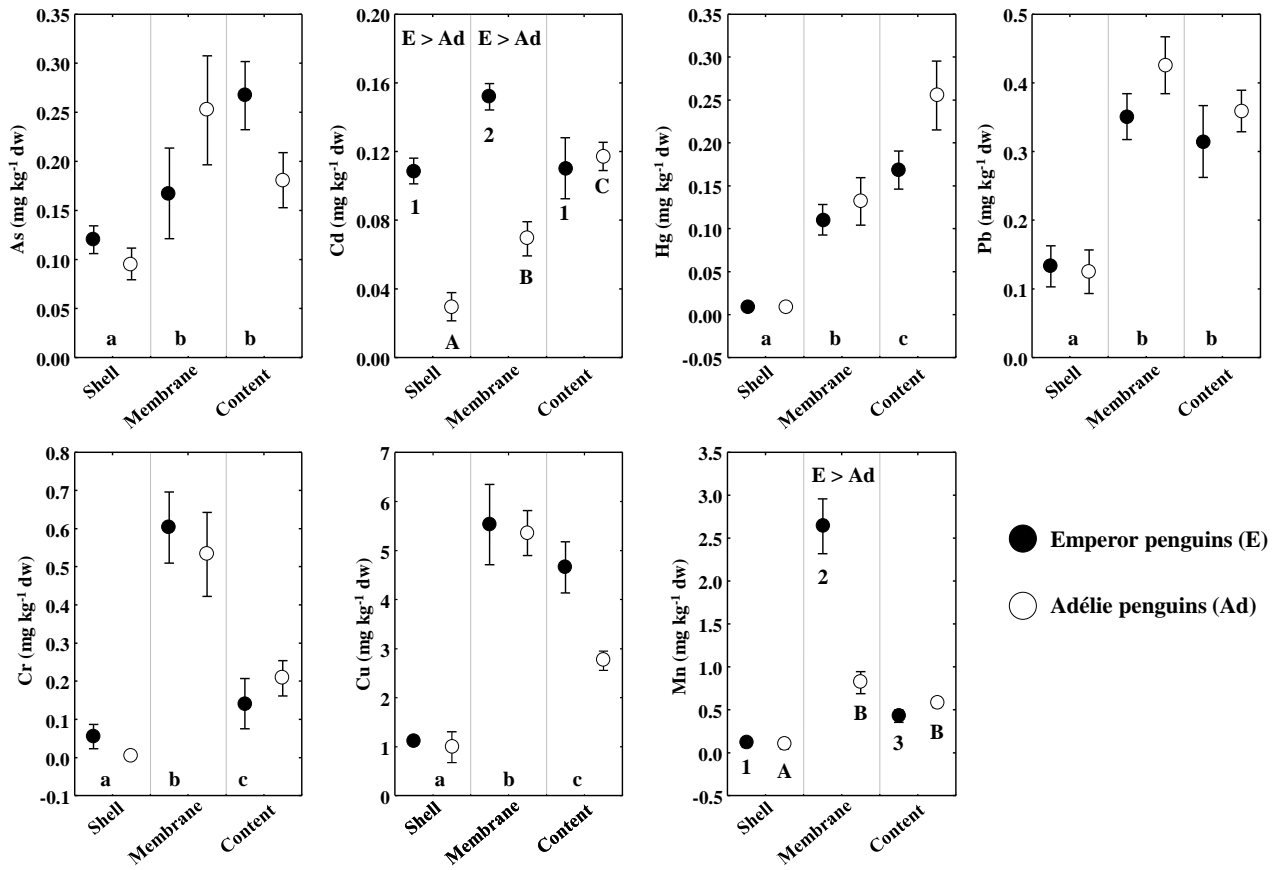 As (mg kg⁻¹ dw)
0.35
0.30
0.25
0.20
0.15
0.10
0.05
0.00
a
b
b
Shell
Membrane
Content
Cd (mg kg⁻¹ dw)
0.20
0.16
0.12
0.08
0.04
0.00
E > Ad
E > Ad
1
A
2
B
1
C
Shell
Membrane
Content
Hg (mg kg⁻¹ dw)
0.30
0.25
0.20
0.15
0.10
0.05
0.00
-0.05
a
b
c
Shell
Membrane
Content
Pb (mg kg⁻¹ dw)
0.5
0.4
0.3
0.2
0.1
0.0
a
b
b
Shell
Membrane
Content
Cr (mg kg⁻¹ dw)
0.8
0.7
0.6
0.5
0.4
0.3
0.2
0.1
0.0
-0.1
a
b
c
Shell
Membrane
Content
Cu (mg kg⁻¹ dw)
7
6
5
4
3
2
1
0
a
b
c
Shell
Membrane
Content
Mn (mg kg⁻¹ dw)
3.5
3.0
2.5
2.0
1.5
1.0
0.5
0.0
-0.5
E > Ad
1
A
2
B
3
B
Shell
Membrane
Content
Emperor penguins (E)
Adélie penguins (Ad)